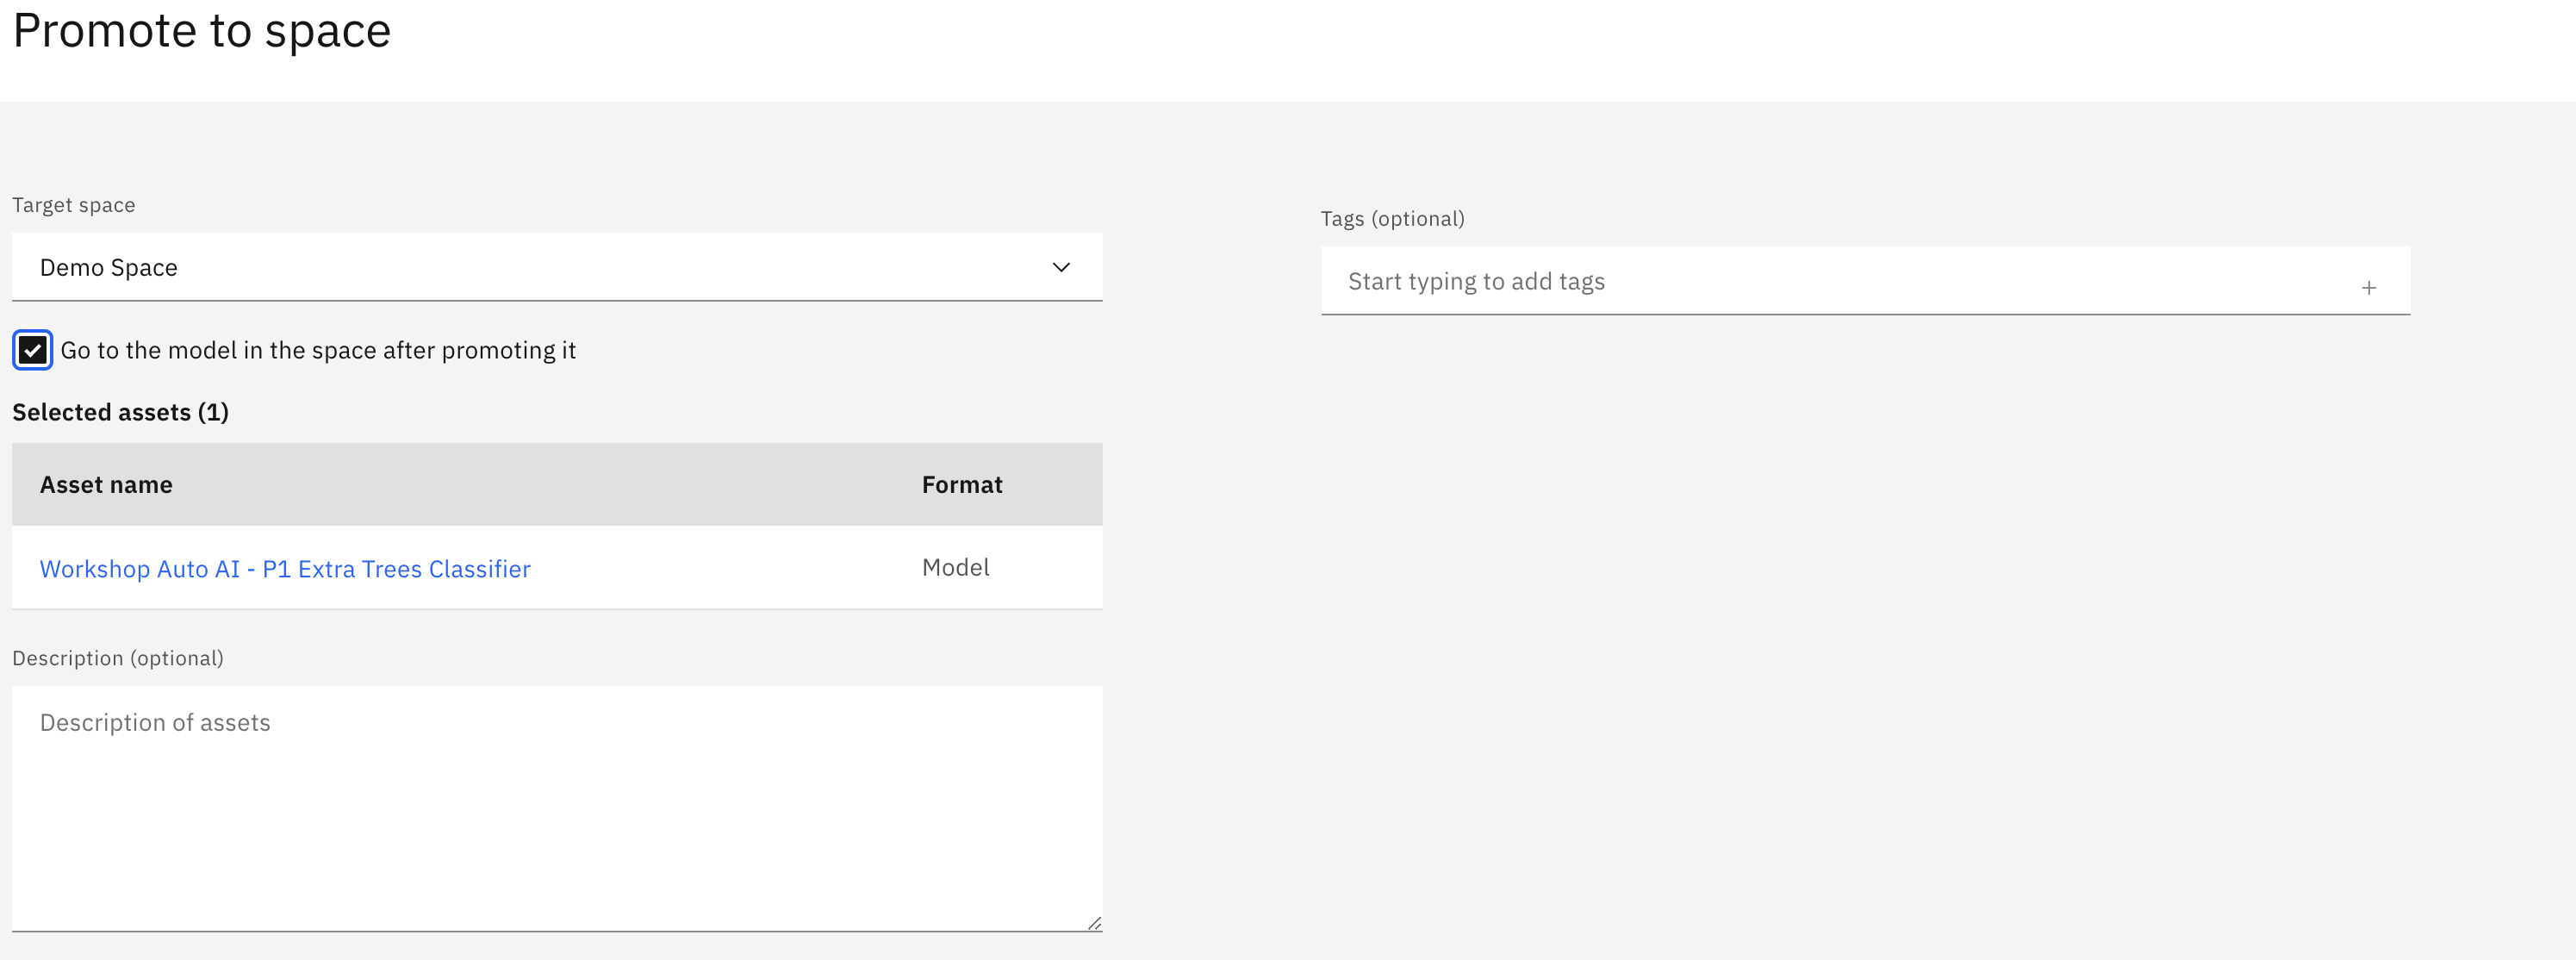 Promote to space
Target space
Demo Space
Go to the model in the space after promoting it
Selected assets (1)
Asset name Format
Workshop Auto AI - P1 Extra Trees Classifier Model
Description (optional)
Description of assets
Tags (optional)
Start typing to add tags